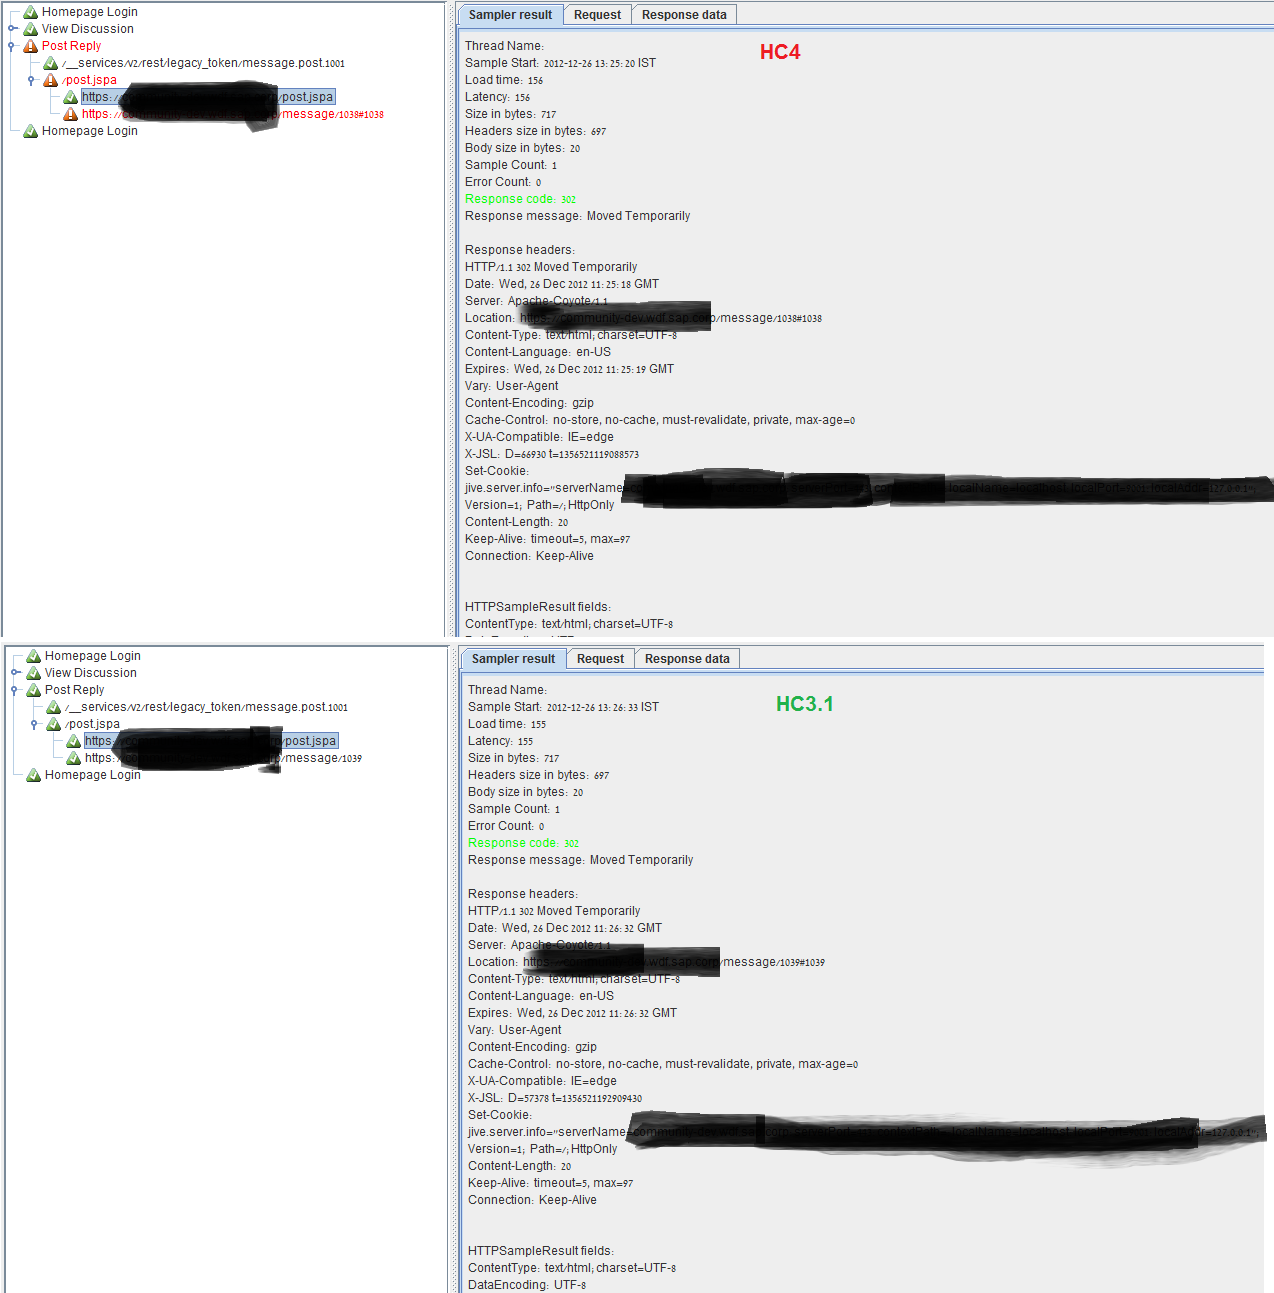 Homepage Login
View Discussion
Post Reply
/__services/v2/rest/legacy_token/message.post.1001
/post.jspa
https:/ /post.jspa
https:/ /message/1038#1038
Homepage Login
Sampler result Request Response data
HC4
Thread Name:
Sample Start: 2012-12-26 13:25:20 IST
Load time: 156
Latency: 156
Size in bytes: 717
Headers size in bytes: 697
Body size in bytes: 20
Sample Count: 1
Error Count: 0
Response code: 302
Response message: Moved Temporarily
Response headers:
HTTP/1.1 302 Moved Temporarily
Date: Wed, 26 Dec 2012 11:25:18 GMT
Server: Apache-Coyote/1.1
Location: /message/1038#1038
Content-Type: text/html;charset=UTF-8
Content-Language: en-US
Expires: Wed, 26 Dec 2012 11:25:19 GMT
Vary: User-Agent
Content-Encoding: gzip
Cache-Control: no-store, no-cache, must-revalidate, private, max-age=0
X-UA-Compatible: IE=edge
X-JSL: D=66930 t=1356521119088573
Set-Cookie:
jive.server.info="serverName=
Version=1; Path=/;HttpOnly
Content-Length: 20
Keep-Alive: timeout=5, max=97
Connection: Keep-Alive
HTTPSampleResult fields:
ContentType: text/html;charset=UTF-8
Homepage Login
View Discussion
Post Reply
/__services/v2/rest/legacy_token/message.post.1001
/post.jspa
https:/ /post.jspa
https:/ /message/1039
Homepage Login
Sampler result Request Response data
HC3.1
Thread Name:
Sample Start: 2012-12-26 13:26:33 IST
Load time: 155
Latency: 155
Size in bytes: 717
Headers size in bytes: 697
Body size in bytes: 20
Sample Count: 1
Error Count: 0
Response code: 302
Response message: Moved Temporarily
Response headers:
HTTP/1.1 302 Moved Temporarily
Date: Wed, 26 Dec 2012 11:26:32 GMT
Server: Apache-Coyote/1.1
Location: /message/1039#1039
Content-Type: text/html;charset=UTF-8
Content-Language: en-US
Expires: Wed, 26 Dec 2012 11:26:32 GMT
Vary: User-Agent
Content-Encoding: gzip
Cache-Control: no-store, no-cache, must-revalidate, private, max-age=0
X-UA-Compatible: IE=edge
X-JSL: D=57378 t=1356521192909430
Set-Cookie:
jive.server.info="serverName=
Version=1; Path=/;HttpOnly
Content-Length: 20
Keep-Alive: timeout=5, max=97
Connection: Keep-Alive
HTTPSampleResult fields:
ContentType: text/html;charset=UTF-8
DataEncoding: UTF-8